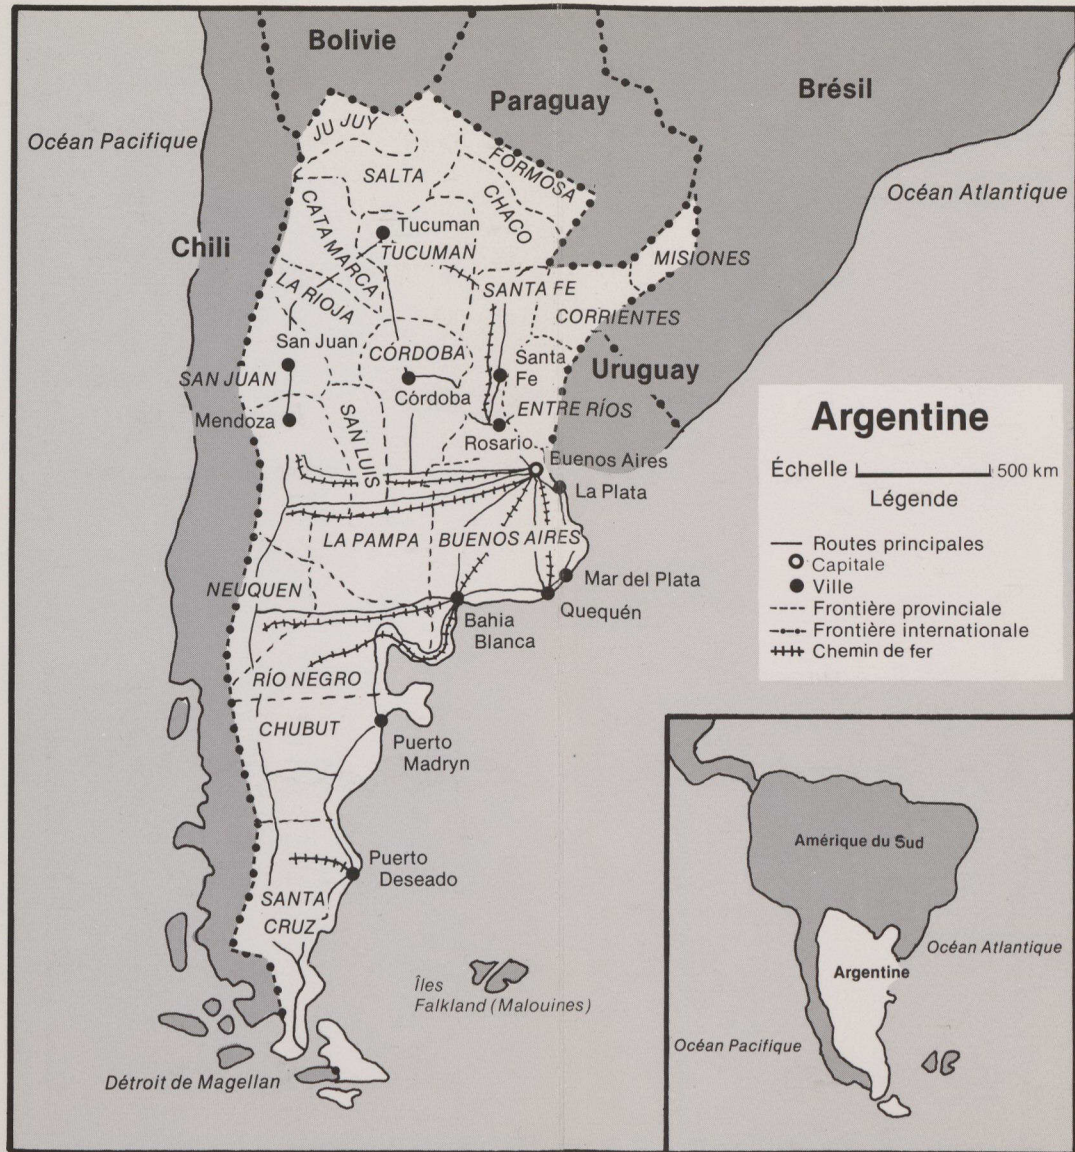 Bolivie
Paraguay
Brésil
Océan Pacifique
JUJUY
FORMOSA
SALTA
CHACO
Océan Atlantique
CATAMARCA
Tucuman
Chili
TUCUMAN
MISIONES
LA RIOJA
SANTA FE
CORRIENTES
San Juan
CÓRDOBA
Santa
Fe
Uruguay
SAN JUAN
Córdoba
ENTRE RÍOS
Mendoza
SAN LUIS
Rosario
Buenos Aires
La Plata
LA PAMPA
BUENOS AIRES
NEUQUEN
Mar del Plata
Quequén
Bahia
Blanca
RÍO NEGRO
CHUBUT
Puerto
Madryn
Puerto
Deseado
SANTA
CRUZ
Îles
Falkland (Malouines)
Détroit de Magellan
Argentine
Échelle 500 km
Légende
Routes principales
Capitale
Ville
Frontière provinciale
Frontière internationale
Chemin de fer
Amérique du Sud
Océan Atlantique
Argentine
Océan Pacifique